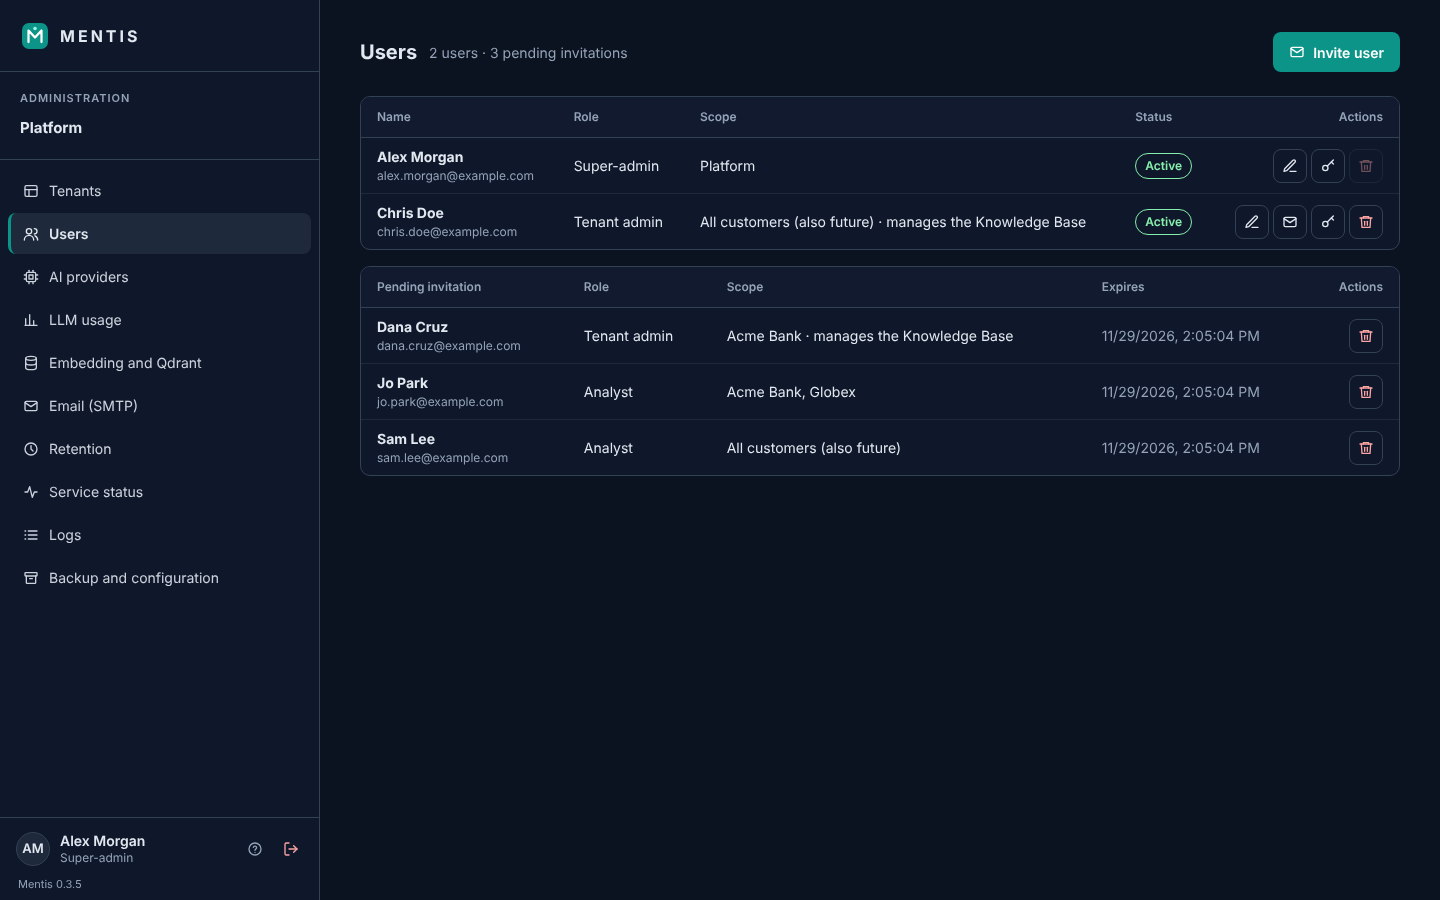 MENTIS
ADMINISTRATION
Platform
Tenants
Users
AI providers
LLM usage
Embedding and Qdrant
Email (SMTP)
Retention
Service status
Logs
Backup and configuration
AM
Alex Morgan
Super-admin
Mentis 0.3.5
Users 2 users · 3 pending invitations
Invite user
Name Role Scope Status Actions
Alex Morgan
alex.morgan@example.com
Super-admin Platform Active
Chris Doe
chris.doe@example.com
Tenant admin All customers (also future) · manages the Knowledge Base Active
Pending invitation Role Scope Expires Actions
Dana Cruz
dana.cruz@example.com
Tenant admin Acme Bank · manages the Knowledge Base 11/29/2026, 2:05:04 PM
Jo Park
jo.park@example.com
Analyst Acme Bank, Globex 11/29/2026, 2:05:04 PM
Sam Lee
sam.lee@example.com
Analyst All customers (also future) 11/29/2026, 2:05:04 PM